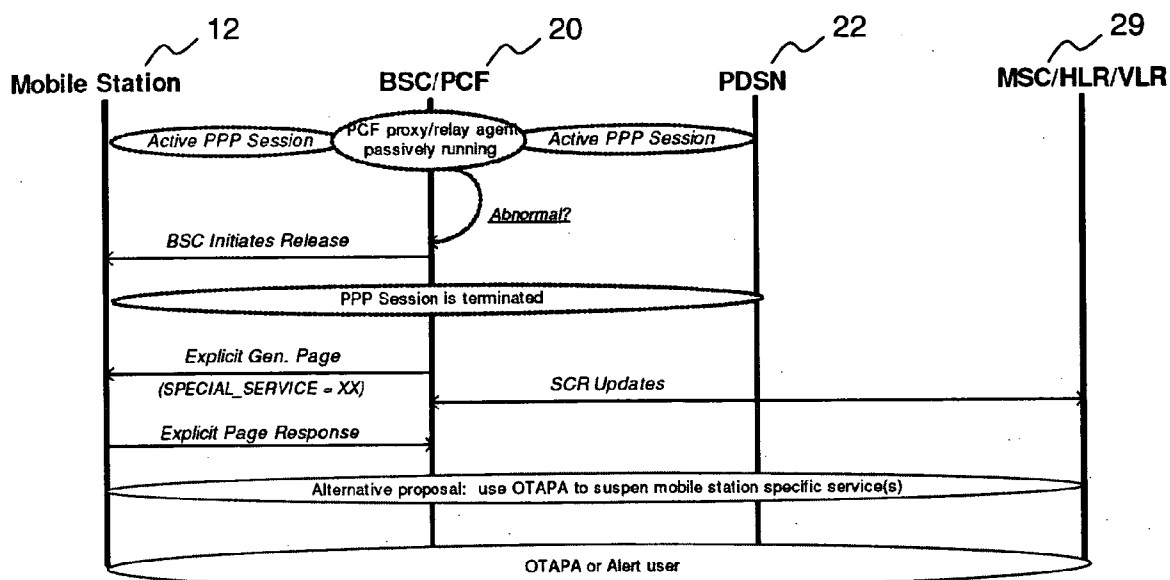 12 20 22 29
Mobile Station BSC/PCF PDSN MSC/HLR/VLR
Active PPP Session
PCF proxy/relay agent
passively running
Active PPP Session
Abnormal?
BSC Initiates Release
PPP Session is terminated
Explicit Gen. Page
(SPECIAL_SERVICE = XX)
SCR Updates
Explicit Page Response
Alternative proposal: use OTAPA to suspen mobile station specific service(s)
OTAPA or Alert user